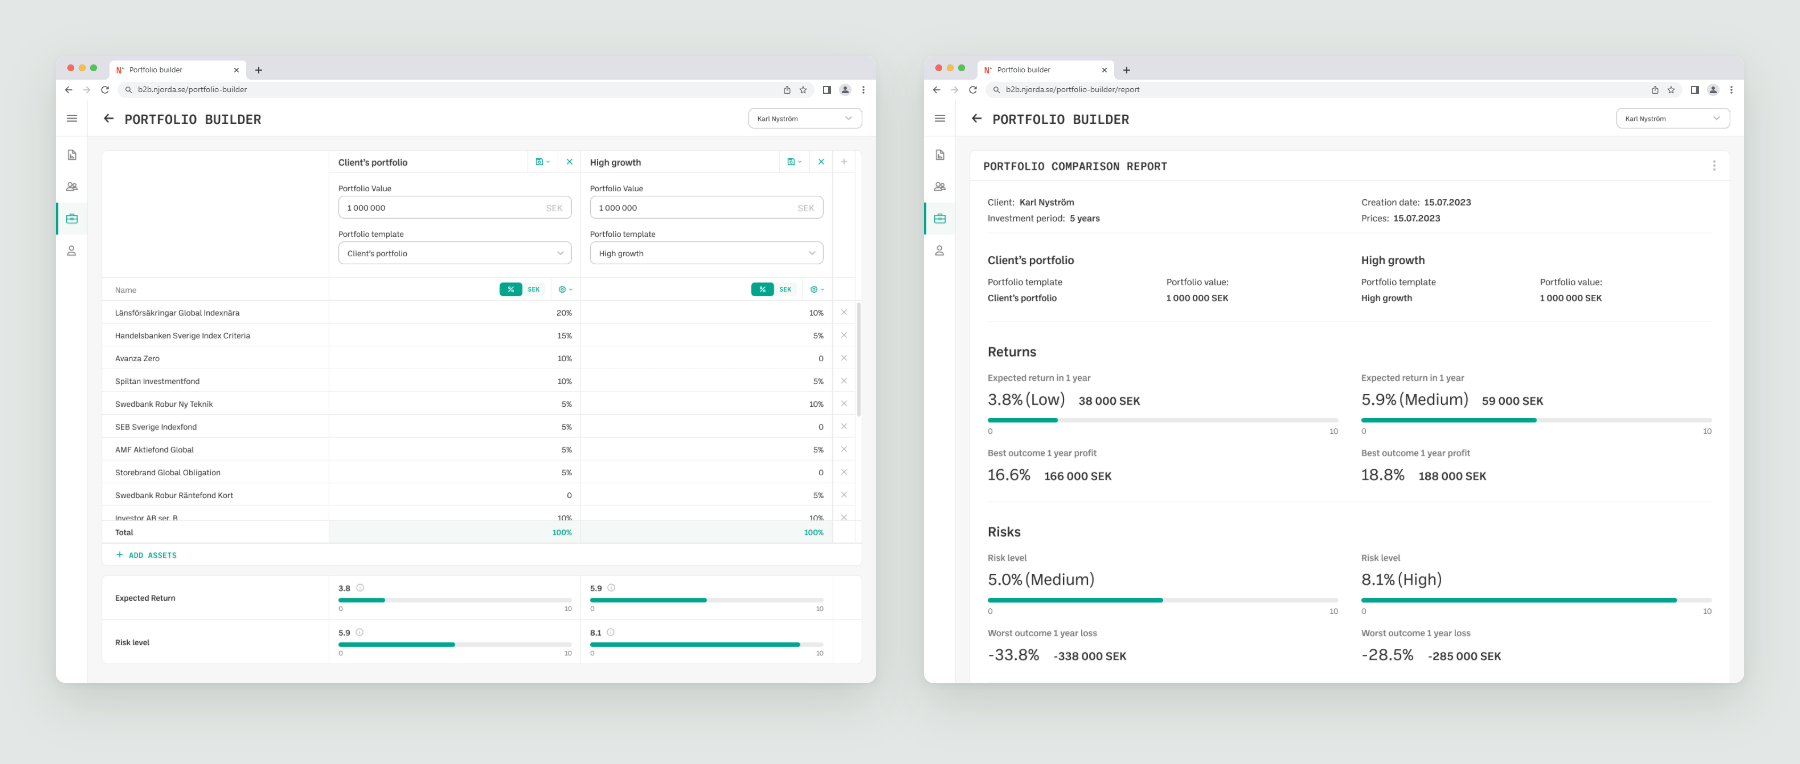 N' Portfolio builder
b2b.njorda.se/portfolio-builder
PORTFOLIO BUILDER
Karl Nyström
Client's portfolio
High growth
Portfolio Value
Portfolio Value
1 000 000 SEK
1 000 000 SEK
Portfolio template
Portfolio template
Client's portfolio
High growth
Name % SEK % SEK
Länsförsäkringar Global Indexnära 20% 10%
Handelsbanken Sverige Index Criteria 15% 5%
Avanza Zero 10% 0
Spiltan Investmentfond 10% 5%
Swedbank Robur Ny Teknik 5% 10%
SEB Sverige Indexfond 5% 0
AMF Aktiefond Global 5% 5%
Storebrand Global Obligation 5% 0
Swedbank Robur Räntefond Kort 0 5%
Investor AB ser. B 10% 10%
Total 100% 100%
+ ADD ASSETS
Expected Return 3.8 5.9
0 10 0 10
Risk level 5.9 8.1
0 10 0 10
N' Portfolio builder
b2b.njorda.se/portfolio-builder/report
PORTFOLIO BUILDER
Karl Nyström
PORTFOLIO COMPARISON REPORT
Client: Karl Nyström
Creation date: 15.07.2023
Investment period: 5 years
Prices: 15.07.2023
Client's portfolio
High growth
Portfolio template Portfolio value:
Portfolio template Portfolio value:
Client's portfolio 1 000 000 SEK
High growth 1 000 000 SEK
Returns
Expected return in 1 year
Expected return in 1 year
3.8% (Low) 38 000 SEK
5.9% (Medium) 59 000 SEK
0 10
0 10
Best outcome 1 year profit
Best outcome 1 year profit
16.6% 166 000 SEK
18.8% 188 000 SEK
Risks
Risk level
Risk level
5.0% (Medium)
8.1% (High)
0 10
0 10
Worst outcome 1 year loss
Worst outcome 1 year loss
-33.8% -338 000 SEK
-28.5% -285 000 SEK